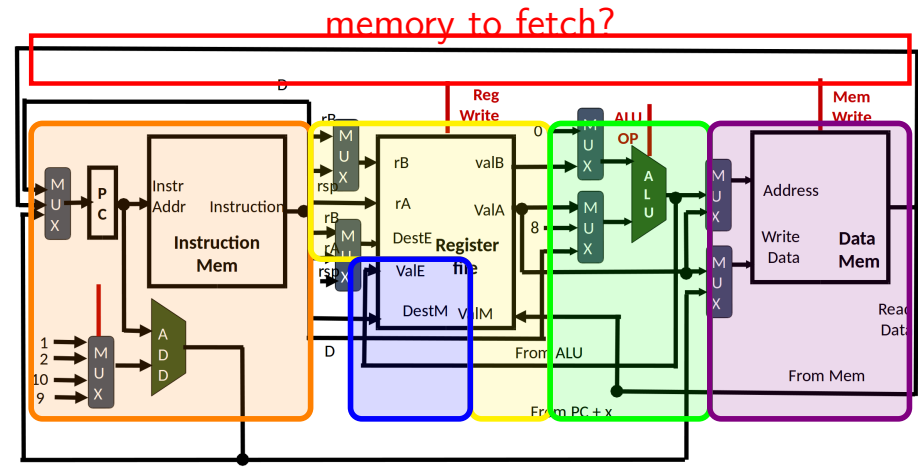 memory to fetch?
D
Reg
Write
Mem
Write
ALU
OP
rB
M
U
X
rsp
rB
rA
M
U
X
rsp
0
M
U
X
8
M
U
X
A
L
U
M
U
X
P
C
Instr
Addr
Instruction
Instruction
Mem
rB
rA
DestE
ValE
DestM
valB
ValA
Register
file
ValM
M
U
X
M
U
X
Address
Write
Data
Data
Mem
Read
Data
1
2
10
9
M
U
X
A
D
D
D
From ALU
From Mem
From PC + x